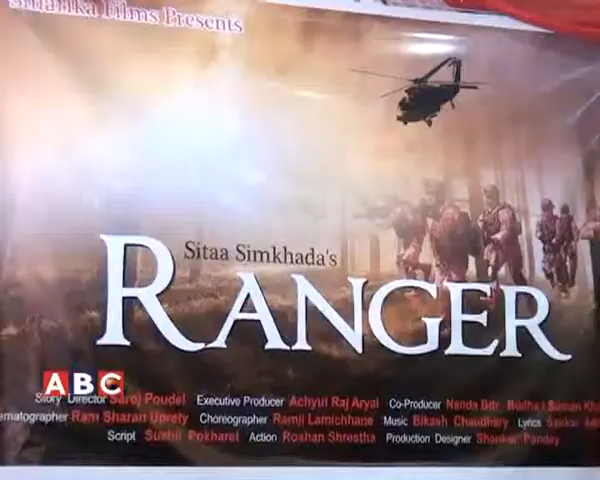 Smarika Films Presents
Sitaa Simkhada's
RANGER
ABC
Story Director Saroj Poudel Executive Producer Achyut Raj Aryal Co-Producer Nanda Bdr.
Ram Sharan Uprety Choreographer Ramji Lamichhane Music Bikash Chaudhary Lyrics
Script Sushil Pokharel Action Roshan Shrestha Production Designer Shankar Pandey